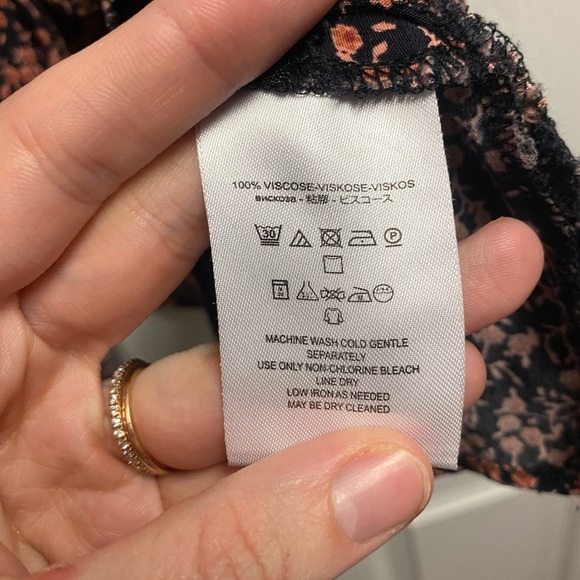 100% VISCOSE-VISKOSE-VISKOS
вискоза - 粘膠 - ビスコース
30 P
MACHINE WASH COLD GENTLE
SEPARATELY
USE ONLY NON-CHLORINE BLEACH
LINE DRY
LOW IRON AS NEEDED
MAY BE DRY CLEANED